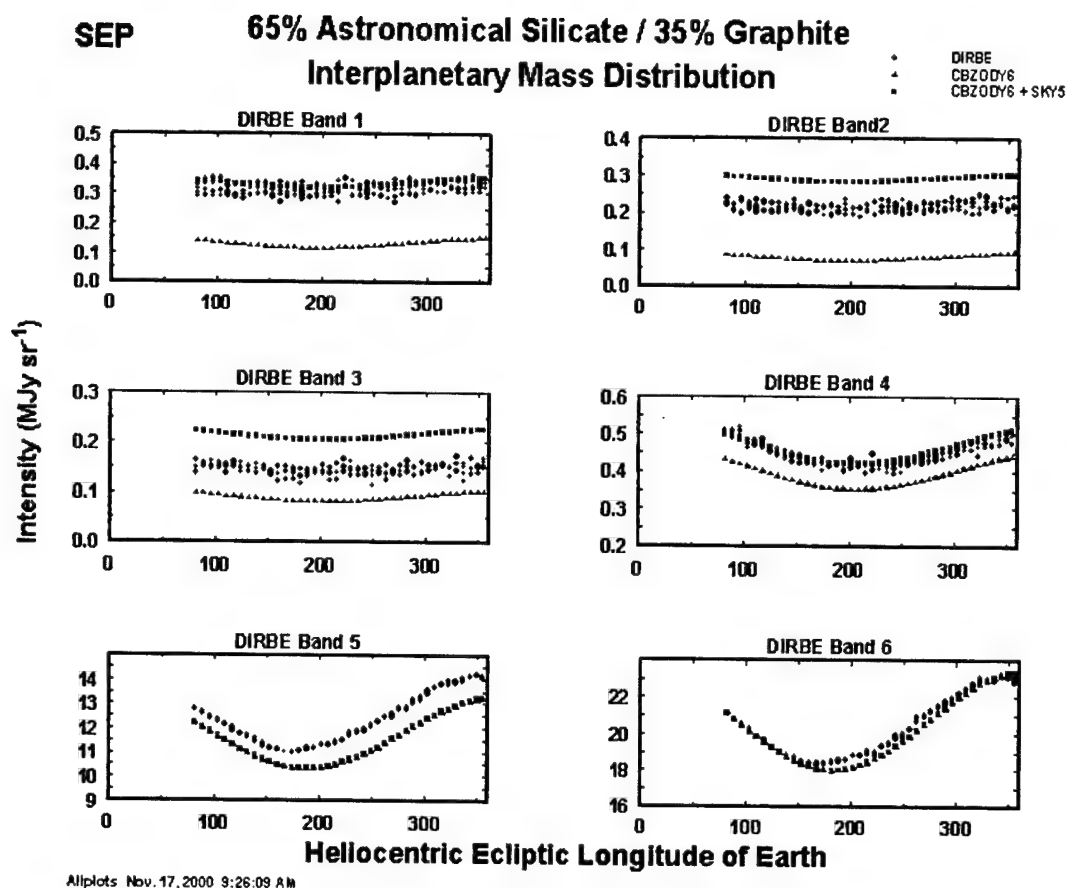 SEP
65% Astronomical Silicate / 35% Graphite
Interplanetary Mass Distribution
DIRBE
CBZODY6
CBZODY6 + SKY5
DIRBE Band 1
0.5
0.4
0.3
0.2
0.1
0.0
0 100 200 300
DIRBE Band2
0.4
0.3
0.2
0.1
0.0
0 100 200 300
Intensity (MJy sr-1)
DIRBE Band 3
0.3
0.2
0.1
0.0
0 100 200 300
DIRBE Band 4
0.6
0.5
0.4
0.3
0.2
0 100 200 300
DIRBE Band 5
14
13
12
11
10
9
0 100 200 300
DIRBE Band 6
22
20
18
16
0 100 200 300
Heliocentric Ecliptic Longitude of Earth
Allplots Nov. 17, 2000 9:26:09 AM